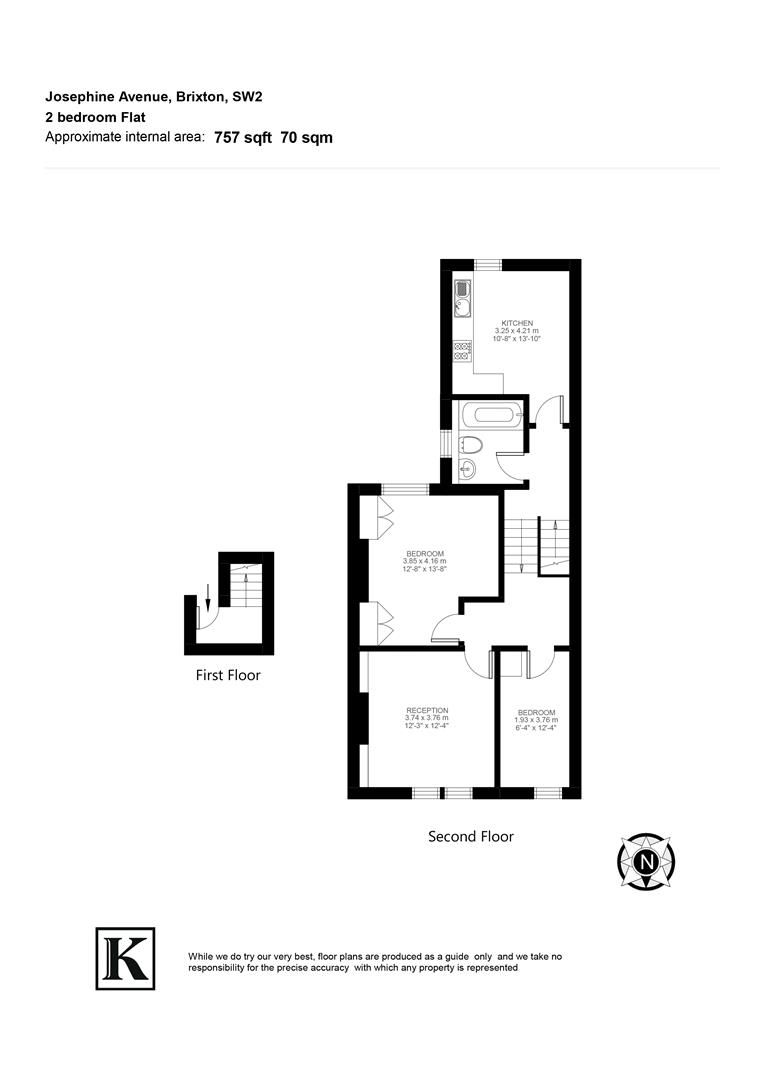 Josephine Avenue, Brixton, SW2
2 bedroom Flat
Approximate internal area: 757 sqft 70 sqm
KITCHEN
3.25 x 4.21 m
10'-8" x 13'-10"
BEDROOM
3.85 x 4.16 m
12'-8" x 13'-8"
First Floor
RECEPTION
3.74 x 3.76 m
12'-3" x 12'-4"
BEDROOM
1.93 x 3.76 m
6'-4" x 12'-4"
Second Floor
N
K
While we do try our very best, floor plans are produced as a guide only and we take no
responsibility for the precise accuracy with which any property is represented